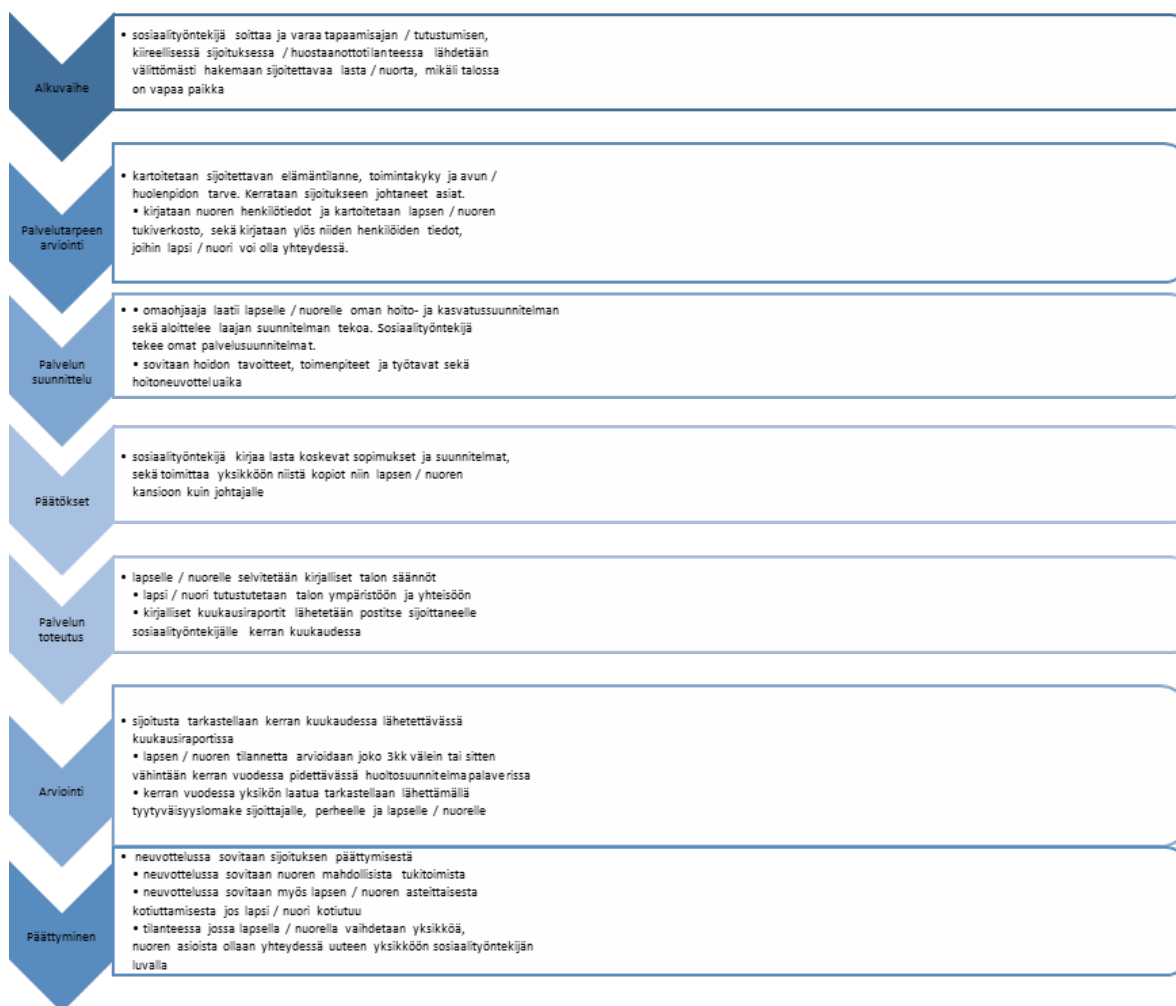 Alkuvaihe
• sosiaalityöntekijä soittaa ja varaa tapaamisajan / tutustumisen,
kiireellisessä sijoituksessa / huostaanottotilanteessa lähdetään
välittömästi hakemaan sijoitettavaa lasta / nuorta, mikäli talossa
on vapaa paikka
Palvelutarpeen
arviointi
• kartoitetaan sijoitettavan elämäntilanne, toimintakyky ja avun /
huolenpidon tarve. Kerrataan sijoitukseen johtaneet asiat.
• kirjataan nuoren henkilötiedot ja kartoitetaan lapsen / nuoren
tukiverkosto, sekä kirjataan ylös niiden henkilöiden tiedot,
joihin lapsi / nuori voi olla yhteydessä.
Palvelun
suunnittelu
• • omaohjaaja laatii lapselle / nuorelle oman hoito- ja kasvatussuunnitelman
sekä aloittelee laajan suunnitelman tekoa. Sosiaalityöntekijä
tekee omat palvelusuunnitelmat.
• sovitaan hoidon tavoitteet, toimenpiteet ja työtavat sekä
hoitoneuvotteluaika
Päätökset
• sosiaalityöntekijä kirjaa lasta koskevat sopimukset ja suunnitelmat,
sekä toimittaa yksikköön niistä kopiot niin lapsen / nuoren
kansioon kuin johtajalle
Palvelun
toteutus
• lapselle / nuorelle selvitetään kirjalliset talon säännöt
• lapsi / nuori tutustutetaan talon ympäristöön ja yhteisöön
• kirjalliset kuukausiraportit lähetetään postitse sijoittaneelle
sosiaalityöntekijälle kerran kuukaudessa
Arviointi
• sijoitusta tarkastellaan kerran kuukaudessa lähetettävässä
kuukausiraportissa
• lapsen / nuoren tilannetta arvioidaan joko 3kk välein tai sitten
vähintään kerran vuodessa pidettävässä huoltosuunnitelmapalaverissa
• kerran vuodessa yksikön laatua tarkastellaan lähettämällä
tyytyväisyyslomake sijoittajalle, perheelle ja lapselle / nuorelle
Päättyminen
• neuvottelussa sovitaan sijoituksen päättymisestä
• neuvottelussa sovitaan nuoren mahdollisista tukitoimista
• neuvottelussa sovitaan myös lapsen / nuoren asteittaisesta
kotiuttamisesta jos lapsi / nuori kotiutuu
• tilanteessa jossa lapsella / nuorella vaihdetaan yksikköä,
nuoren asioista ollaan yhteydessä uuteen yksikköön sosiaalityöntekijän
luvalla